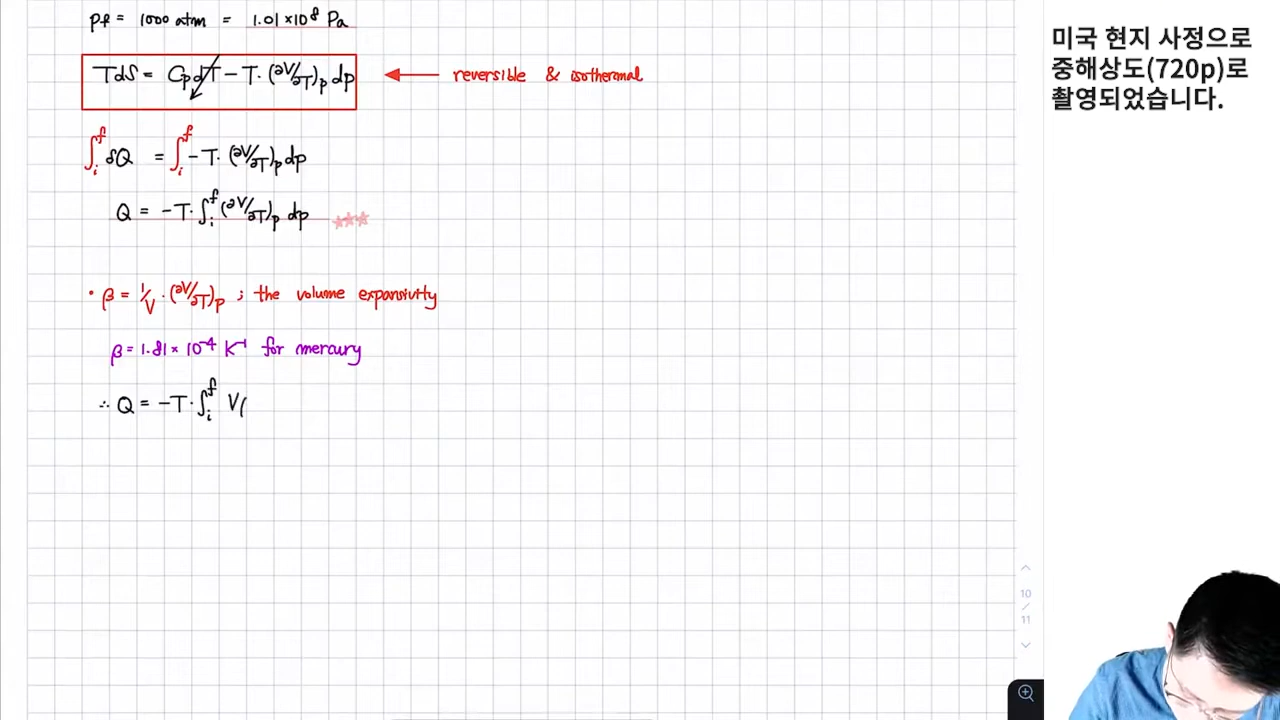 Pf = 1000 atm = 1.01 ×10⁸ Pa
TdS = CpdT − T·(∂V/∂T)p dp ← reversible & isothermal
∫ᵢᶠ δQ = ∫ᵢᶠ −T·(∂V/∂T)p dp
Q = −T·∫ᵢᶠ (∂V/∂T)p dp ★★★
• β = 1/V·(∂V/∂T)p ; the volume expansivity
β = 1.81 × 10⁻⁴ K⁻¹ for mercury
∴ Q = −T·∫ᵢᶠ V(
미국 현지 사정으로
중해상도(720p)로
촬영되었습니다.
10
/
11